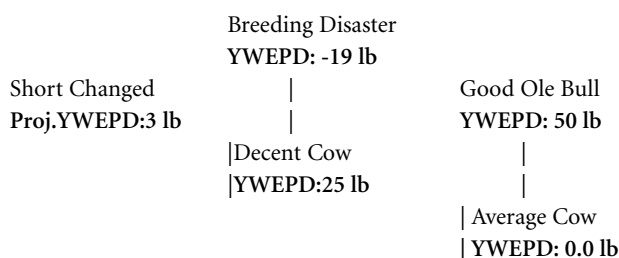 Breeding Disaster
YWEPD: -19 lb
Short Changed | Good Ole Bull
Proj.YWEPD:3 lb | YWEPD: 50 lb
|Decent Cow |
|YWEPD:25 lb |
| Average Cow
| YWEPD: 0.0 lb